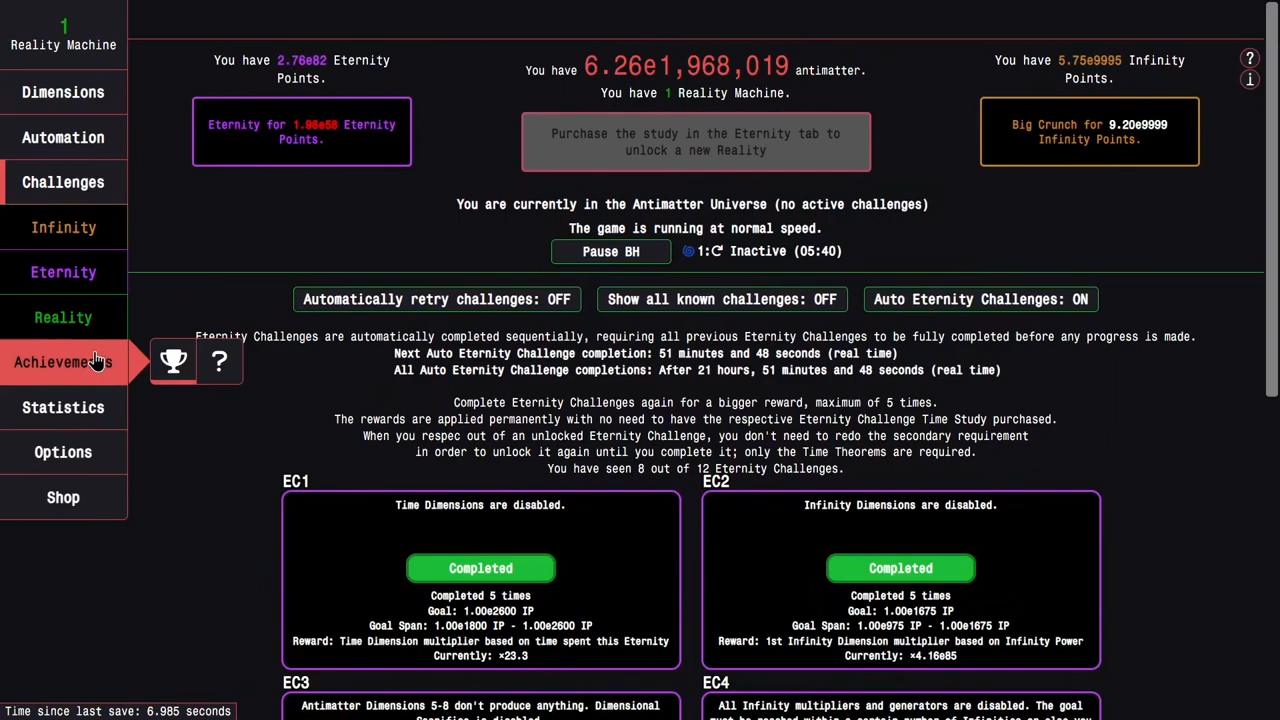 1
Reality Machine
Dimensions
Automation
Challenges
Infinity
Eternity
Reality
Achievements
Statistics
Options
Shop
?
You have 2.76e82 Eternity
Points.
Eternity for 1.96e58 Eternity
Points.
You have 6.26e1,968,019 antimatter.
You have 1 Reality Machine.
Purchase the study in the Eternity tab to
unlock a new Reality
You have 5.75e9995 Infinity
Points.
Big Crunch for 9.20e9999
Infinity Points.
?
i
You are currently in the Antimatter Universe (no active challenges)
The game is running at normal speed.
Pause BH
1: Inactive (05:40)
Automatically retry challenges: OFF
Show all known challenges: OFF
Auto Eternity Challenges: ON
Eternity Challenges are automatically completed sequentially, requiring all previous Eternity Challenges to be fully completed before any progress is made.
Next Auto Eternity Challenge completion: 51 minutes and 48 seconds (real time)
All Auto Eternity Challenge completions: After 21 hours, 51 minutes and 48 seconds (real time)
Complete Eternity Challenges again for a bigger reward, maximum of 5 times.
The rewards are applied permanently with no need to have the respective Eternity Challenge Time Study purchased.
When you respec out of an unlocked Eternity Challenge, you don't need to redo the secondary requirement
in order to unlock it again until you complete it; only the Time Theorems are required.
You have seen 8 out of 12 Eternity Challenges.
EC1
Time Dimensions are disabled.
Completed
Completed 5 times
Goal: 1.00e2600 IP
Goal Span: 1.00e1800 IP - 1.00e2600 IP
Reward: Time Dimension multiplier based on time spent this Eternity
Currently: ×23.3
EC2
Infinity Dimensions are disabled.
Completed
Completed 5 times
Goal: 1.00e1675 IP
Goal Span: 1.00e975 IP - 1.00e1675 IP
Reward: 1st Infinity Dimension multiplier based on Infinity Power
Currently: ×4.16e85
EC3
Antimatter Dimensions 5-8 don't produce anything. Dimensional
Sacrifice is disabled.
EC4
All Infinity multipliers and generators are disabled. The goal
must be reached within a certain number of Infinities or else you
Time since last save: 6.985 seconds